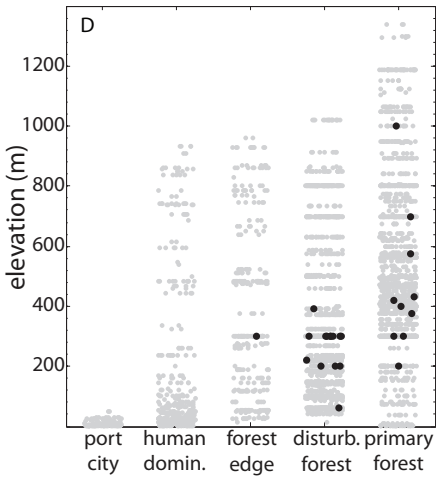 D
1200
1000
800
600
400
200
elevation (m)
port human forest disturb. primary
city domin. edge forest forest